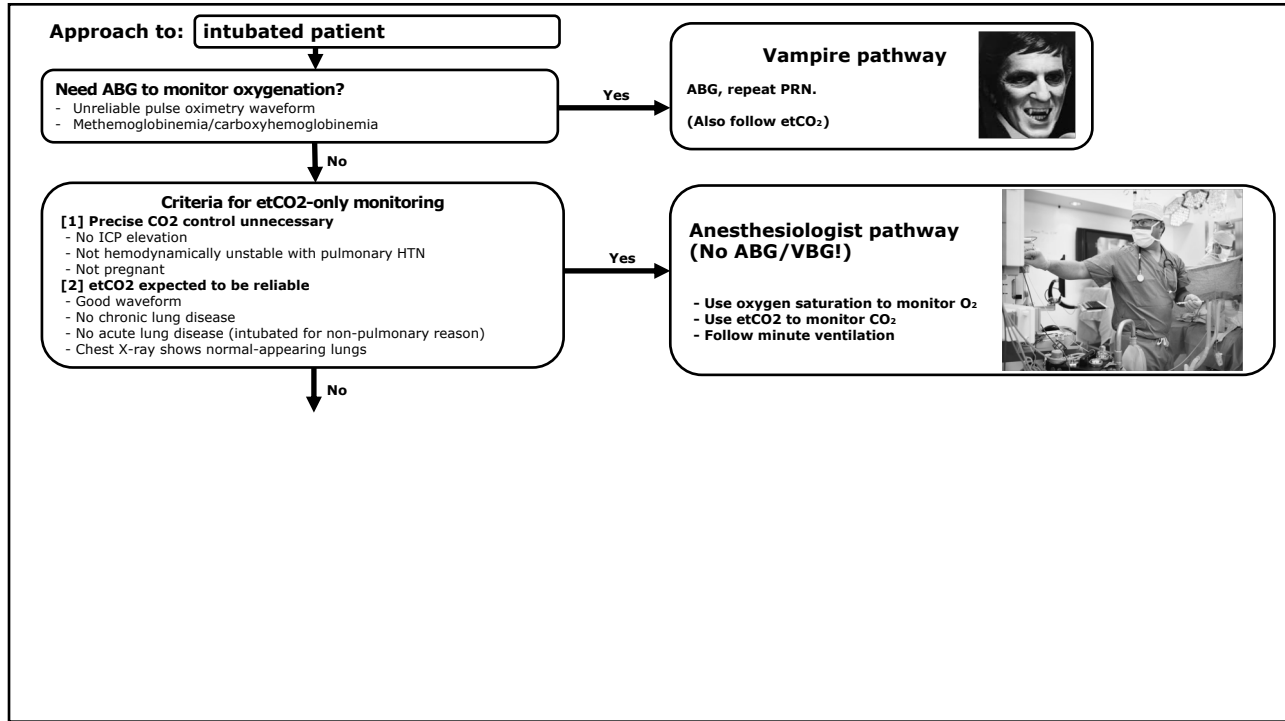 Approach to: intubated patient
Need ABG to monitor oxygenation?
- Unreliable pulse oximetry waveform
- Methemoglobinemia/carboxyhemoglobinemia
Yes
Vampire pathway
ABG, repeat PRN.
(Also follow etCO₂)
No
Criteria for etCO2-only monitoring
[1] Precise CO2 control unnecessary
- No ICP elevation
- Not hemodynamically unstable with pulmonary HTN
- Not pregnant
[2] etCO2 expected to be reliable
- Good waveform
- No chronic lung disease
- No acute lung disease (intubated for non-pulmonary reason)
- Chest X-ray shows normal-appearing lungs
Yes
Anesthesiologist pathway
(No ABG/VBG!)
- Use oxygen saturation to monitor O₂
- Use etCO2 to monitor CO₂
- Follow minute ventilation
No